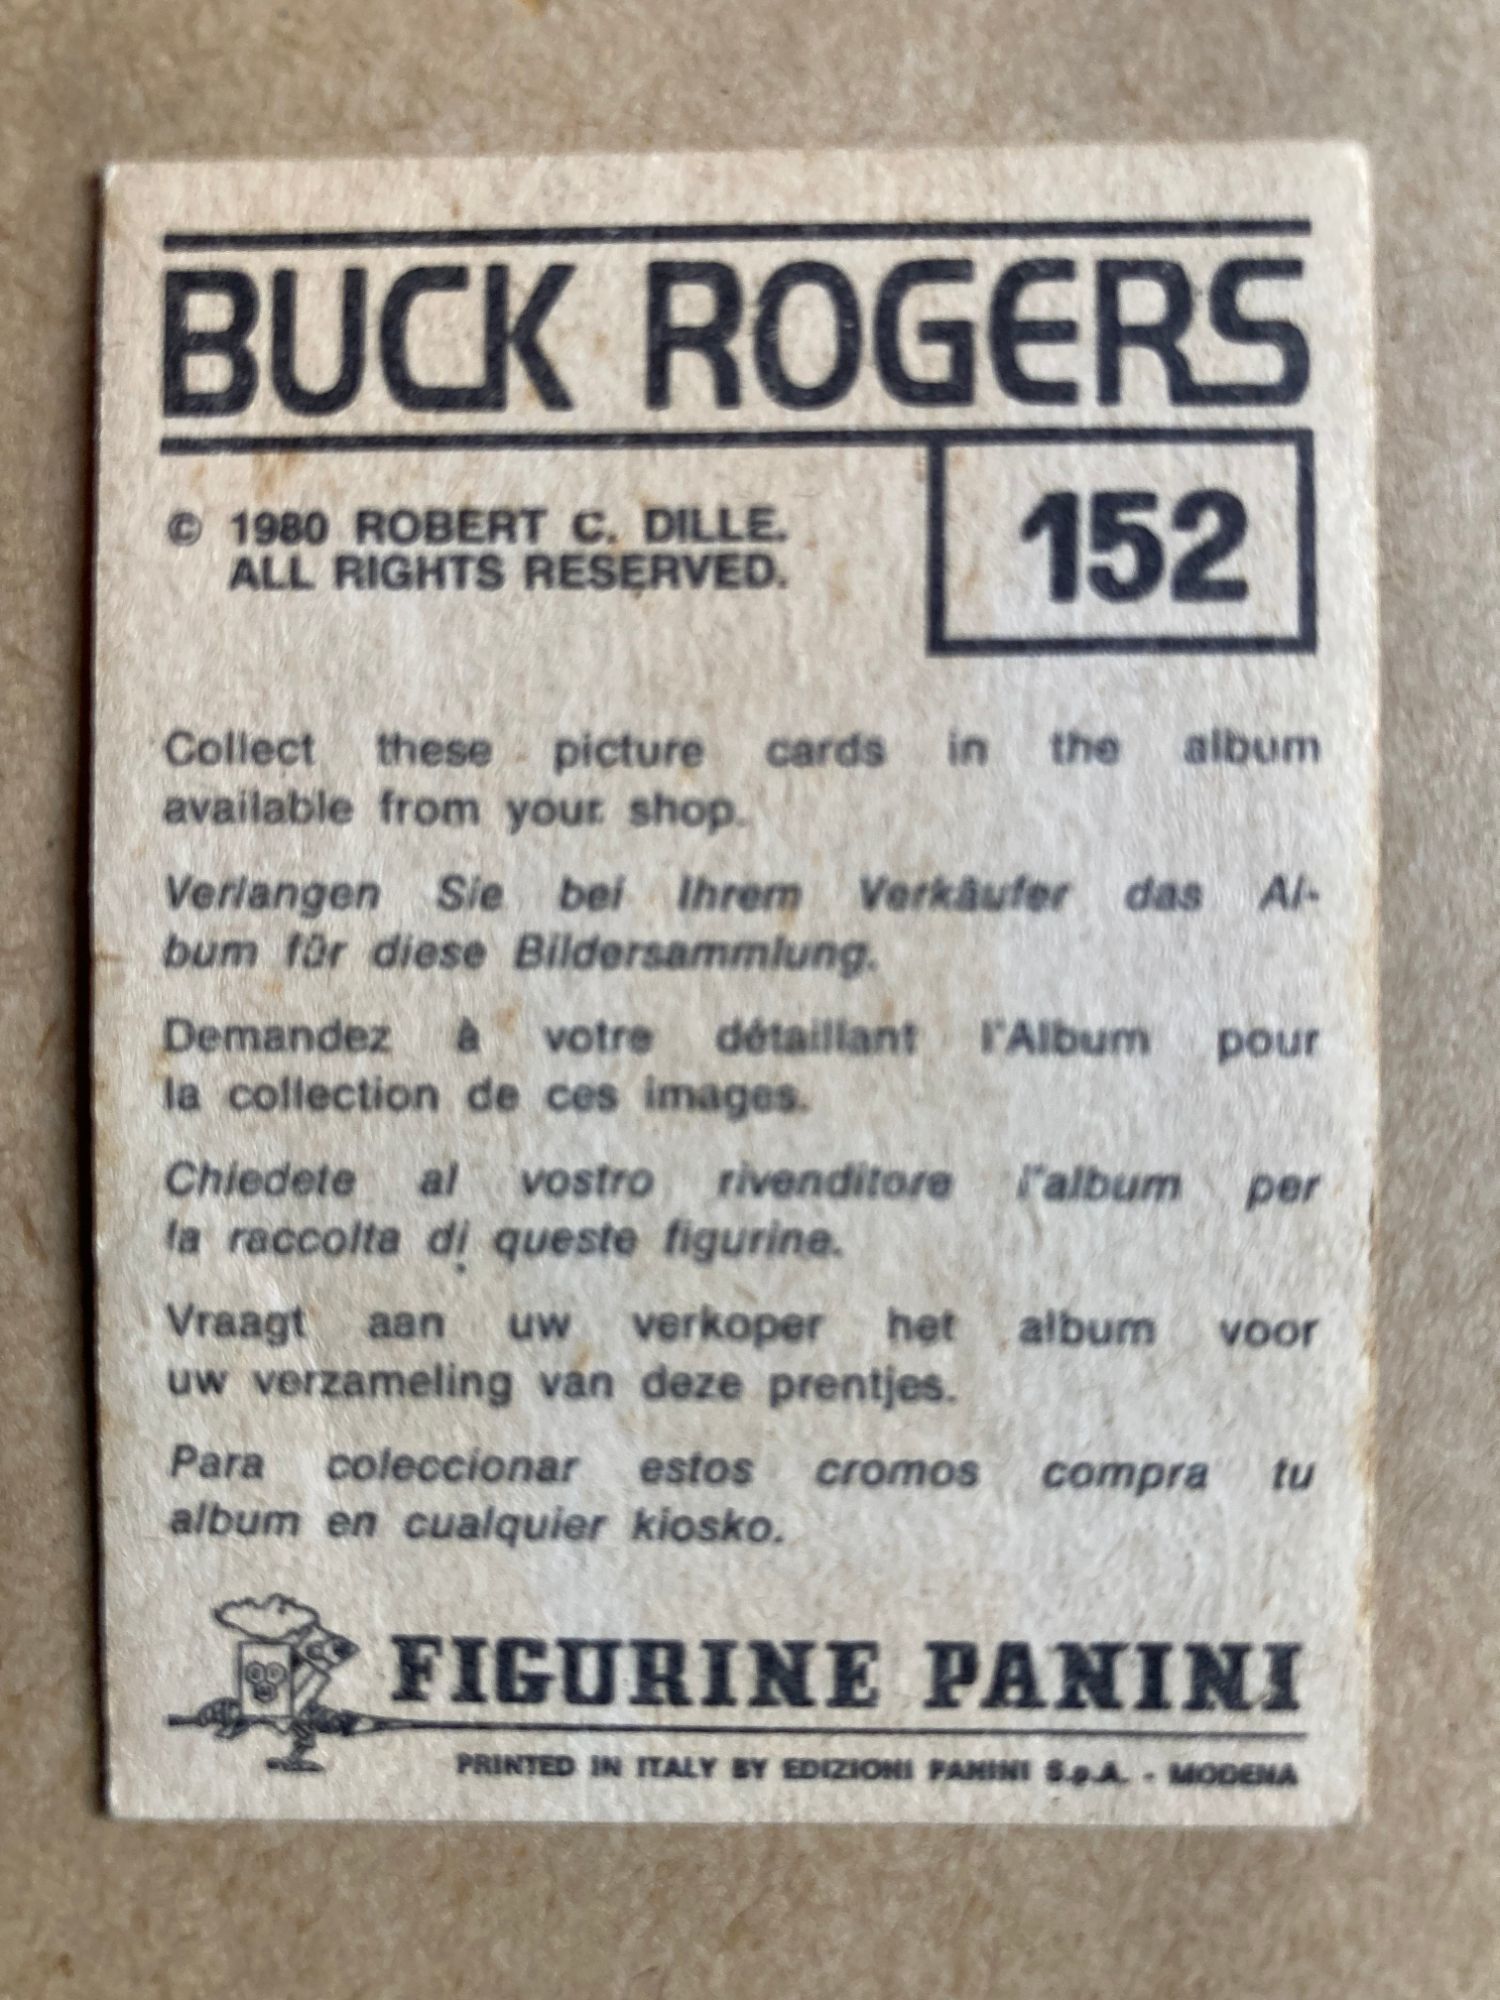 BUCK ROGERS
© 1980 ROBERT C. DILLE.
ALL RIGHTS RESERVED.
152
Collect these picture cards in the album
available from your shop.
Verlangen Sie bei Ihrem Verkäufer das Al-
bum für diese Bildersammlung.
Demandez à votre détaillant l'Album pour
la collection de ces images.
Chiedete al vostro rivenditore l'album per
la raccolta di queste figurine.
Vraagt aan uw verkoper het album voor
uw verzameling van deze prentjes.
Para coleccionar estos cromos compra tu
album en cualquier kiosko.
FIGURINE PANINI
PRINTED IN ITALY BY EDIZIONI PANINI S.p.A. - MODENA